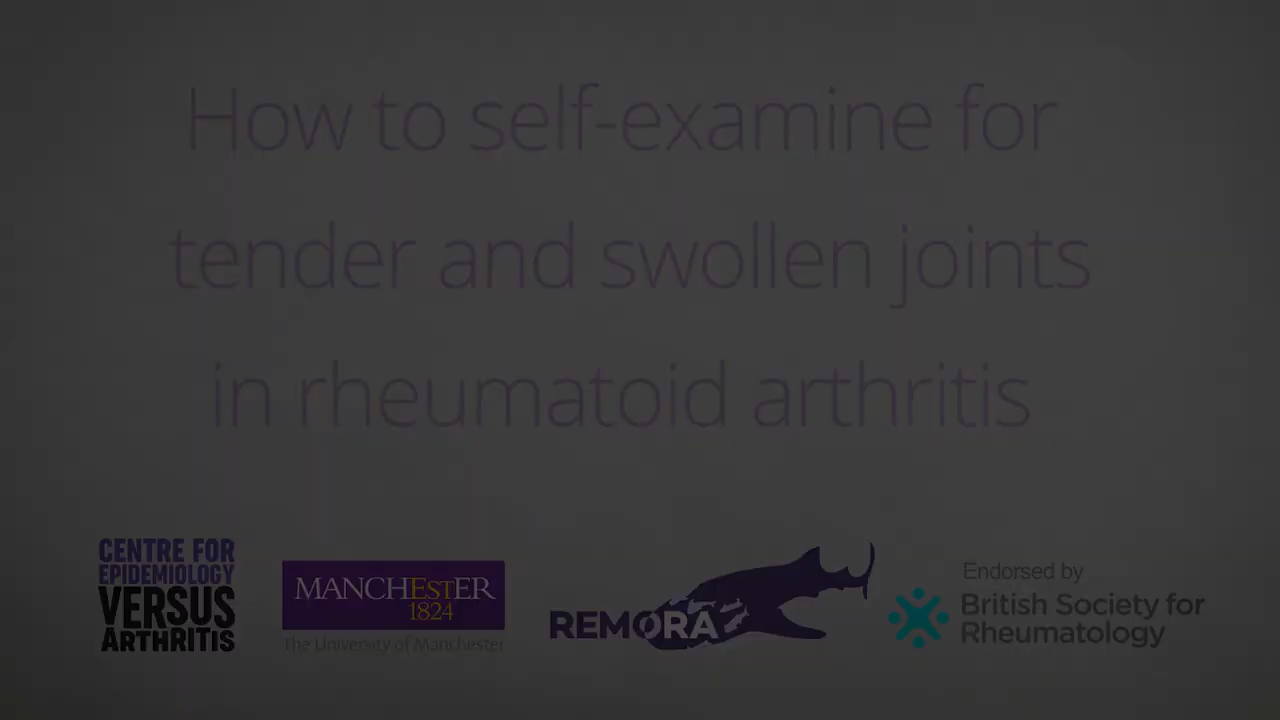 How to self-examine for
tender and swollen joints
in rheumatoid arthritis
CENTRE FOR
EPIDEMIOLOGY
VERSUS
ARTHRITIS
MANCHESTER
1824
The University of Manchester
REMORA
Endorsed by
British Society for
Rheumatology